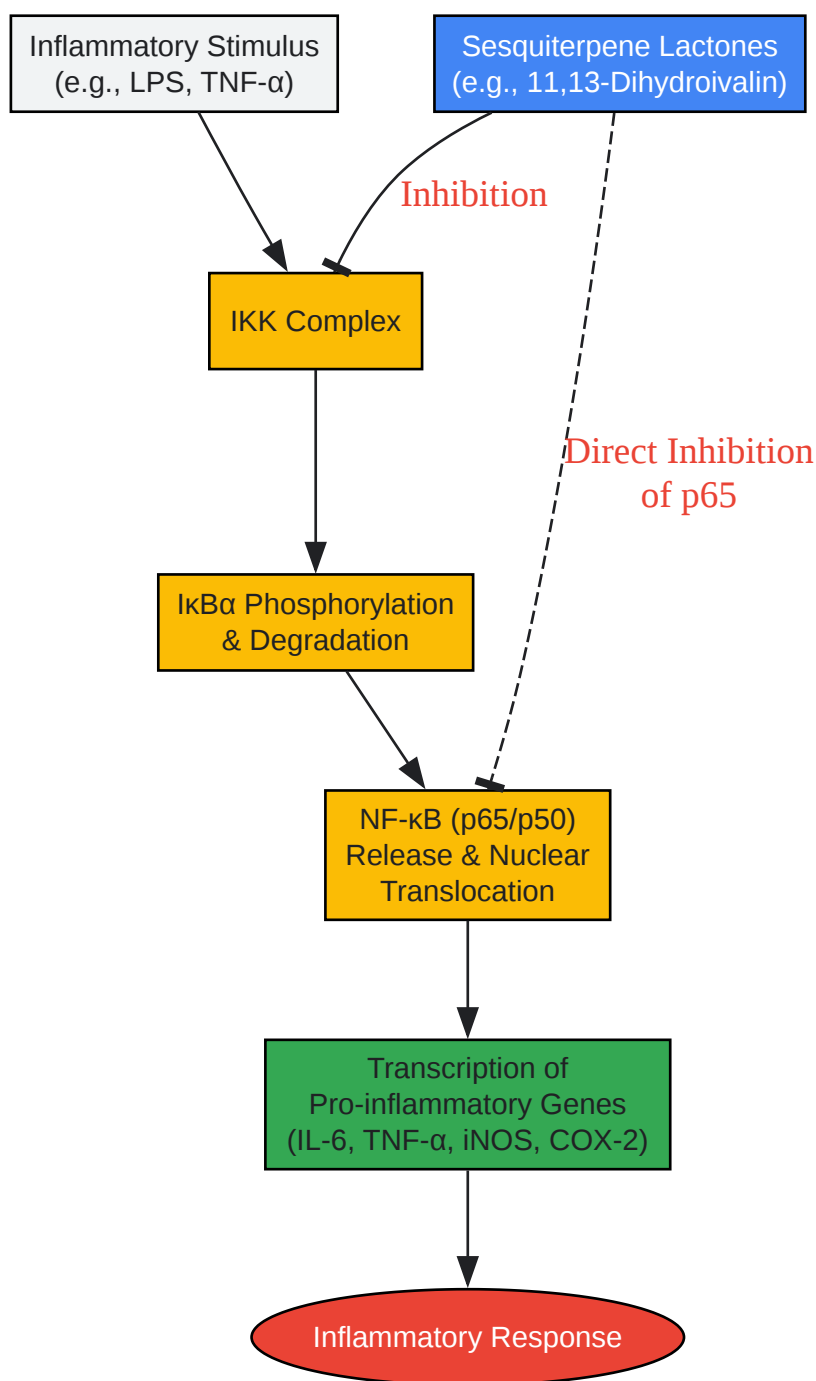 Inflammatory Stimulus
(e.g., LPS, TNF-α)
Sesquiterpene Lactones
(e.g., 11,13-Dihydroivalin)
Inhibition
IKK Complex
Direct Inhibition
of p65
IκBα Phosphorylation
& Degradation
NF-κB (p65/p50)
Release & Nuclear
Translocation
Transcription of
Pro-inflammatory Genes
(IL-6, TNF-α, iNOS, COX-2)
Inflammatory Response